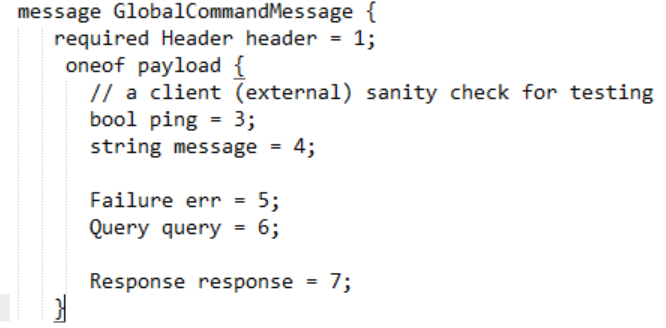 message GlobalCommandMessage {
required Header header = 1;
oneof payload {
// a client (external) sanity check for testing
bool ping = 3;
string message = 4;
Failure err = 5;
Query query = 6;
Response response = 7;
}